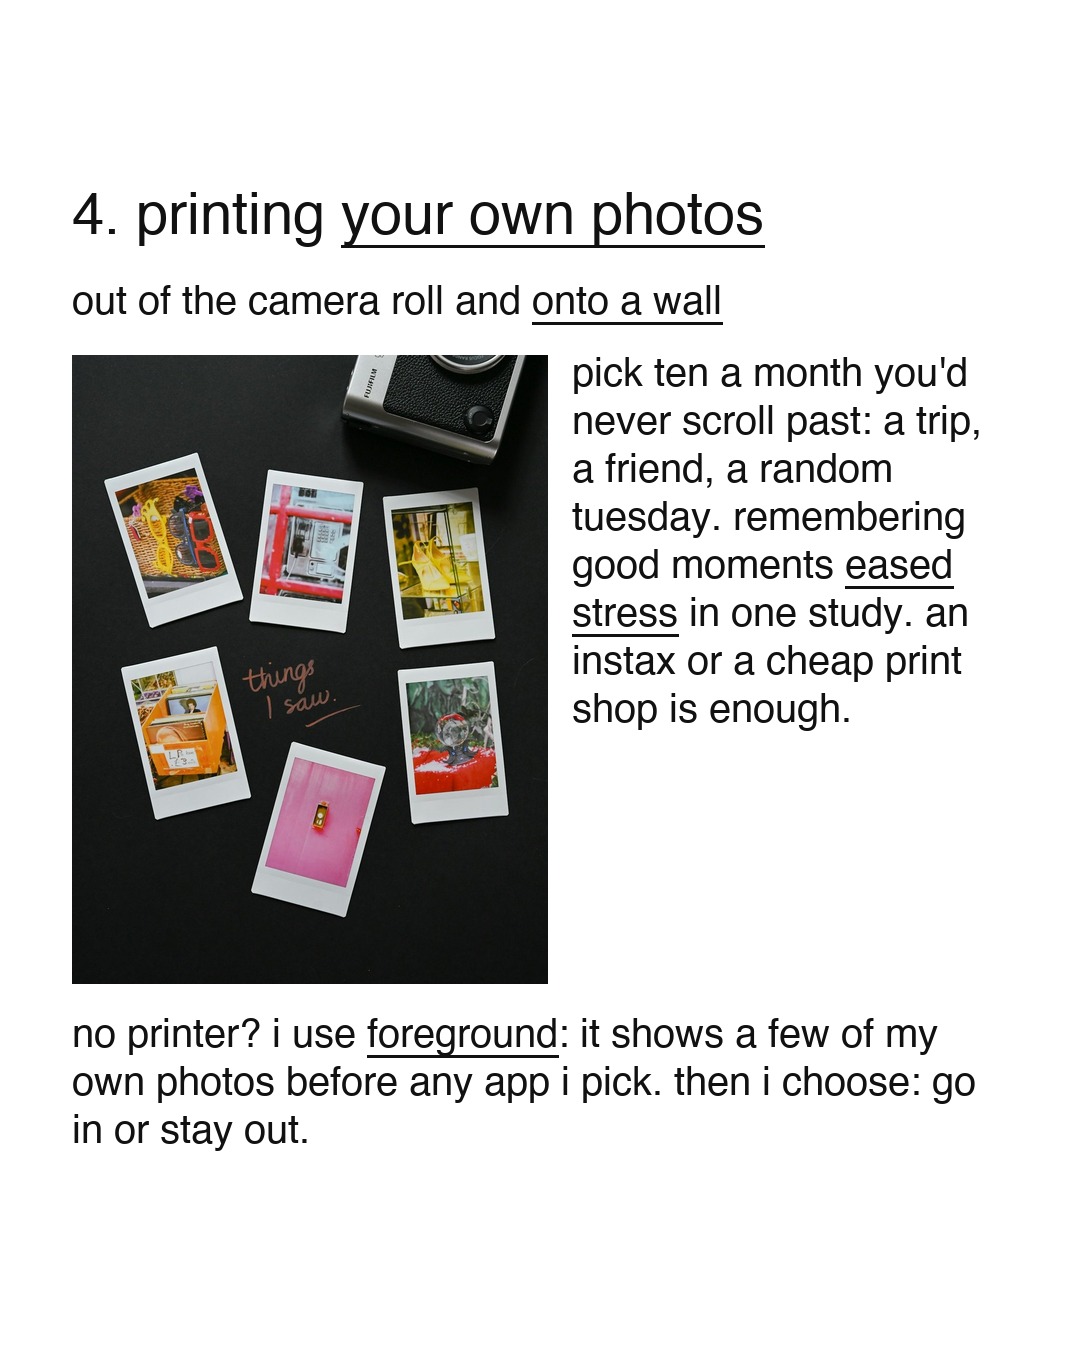 4. printing your own photos
out of the camera roll and onto a wall
FUJIFILM
things
I saw.
L.P.s
£3
pick ten a month you'd
never scroll past: a trip,
a friend, a random
tuesday. remembering
good moments eased
stress in one study. an
instax or a cheap print
shop is enough.
no printer? i use foreground: it shows a few of my
own photos before any app i pick. then i choose: go
in or stay out.